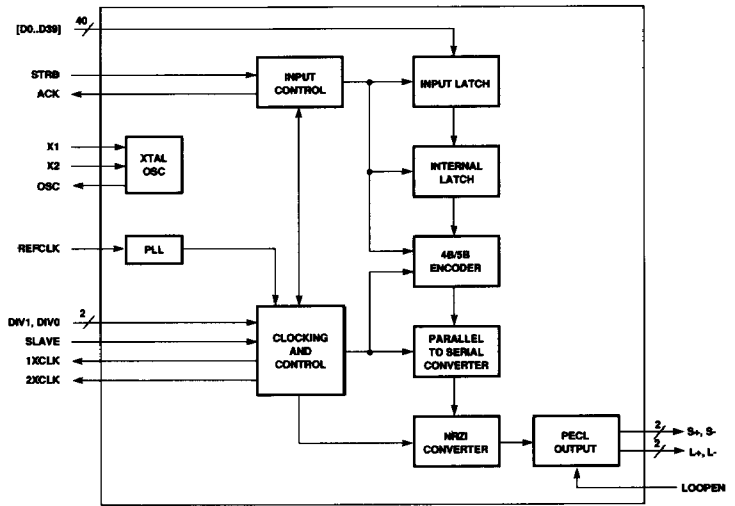 [D0..D39]
40
STRB
ACK
INPUT
CONTROL
INPUT LATCH
X1
X2
OSC
XTAL
OSC
INTERNAL
LATCH
REFCLK
PLL
4B/5B
ENCODER
DIV1, DIV0
2
SLAVE
1XCLK
2XCLK
CLOCKING
AND
CONTROL
PARALLEL
TO SERIAL
CONVERTER
NRZI
CONVERTER
PECL
OUTPUT
2
S+, S-
2
L+, L-
LOOPEN